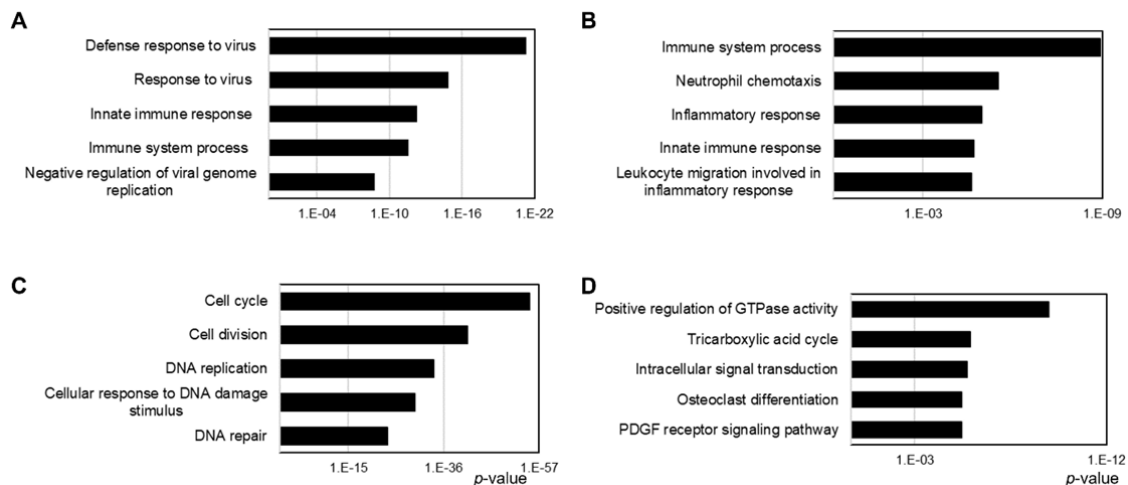 A
Defense response to virus
Response to virus
Innate immune response
Immune system process
Negative regulation of viral genome
replication
1.E-04 1.E-10 1.E-16 1.E-22
B
Immune system process
Neutrophil chemotaxis
Inflammatory response
Innate immune response
Leukocyte migration involved in
inflammatory response
1.E-03 1.E-09
C
Cell cycle
Cell division
DNA replication
Cellular response to DNA damage
stimulus
DNA repair
1.E-15 1.E-36 1.E-57
p-value
D
Positive regulation of GTPase activity
Tricarboxylic acid cycle
Intracellular signal transduction
Osteoclast differentiation
PDGF receptor signaling pathway
1.E-03 1.E-12
p-value